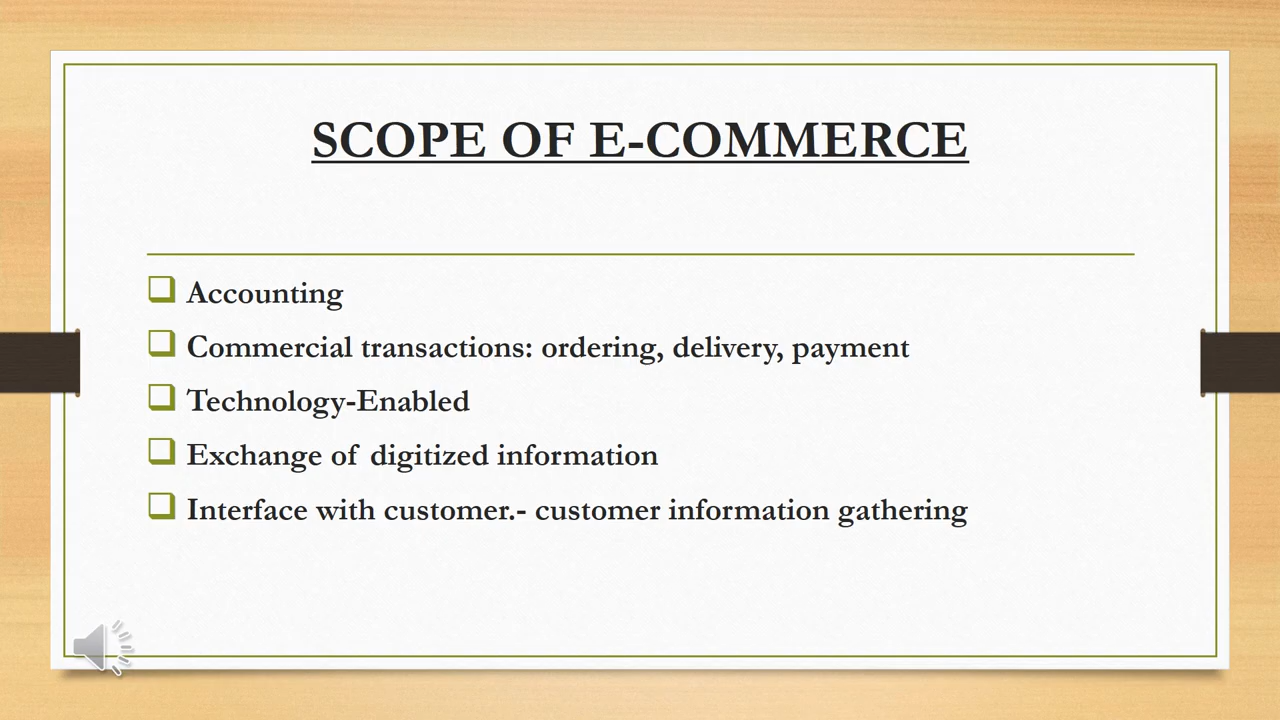 SCOPE OF E-COMMERCE
Accounting
Commercial transactions: ordering, delivery, payment
Technology-Enabled
Exchange of digitized information
Interface with customer.- customer information gathering